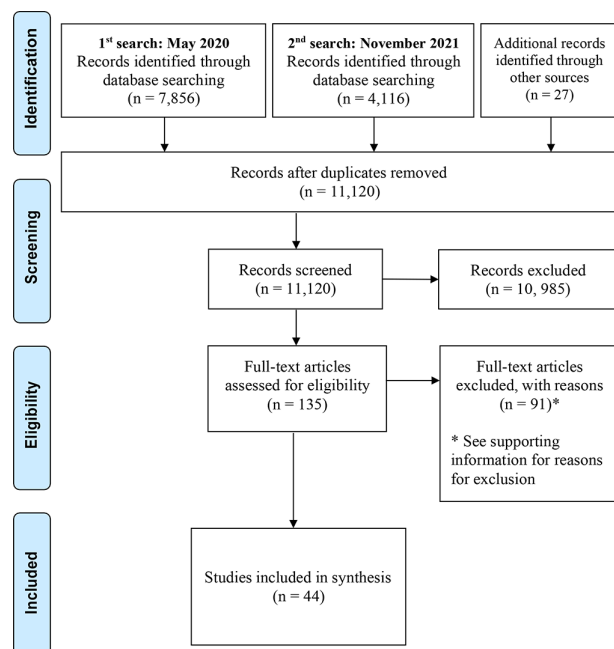 Identification
1st search: May 2020
Records identified through
database searching
(n = 7,856)
2nd search: November 2021
Records identified through
database searching
(n = 4,116)
Additional records
identified through
other sources
(n = 27)
Records after duplicates removed
(n = 11,120)
Screening
Records screened
(n = 11,120)
Records excluded
(n = 10, 985)
Eligibility
Full-text articles
assessed for eligibility
(n = 135)
Full-text articles
excluded, with reasons
(n = 91)*
* See supporting
information for reasons
for exclusion
Included
Studies included in synthesis
(n = 44)